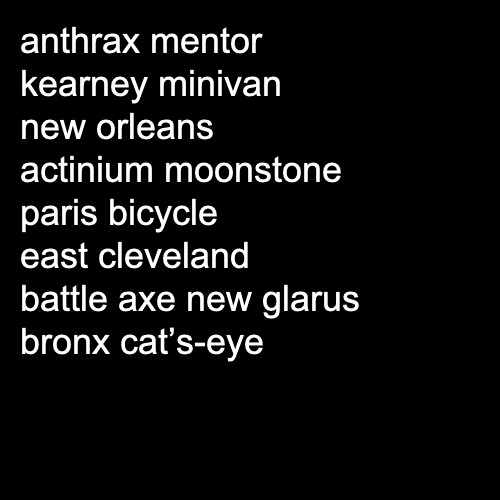 anthrax mentor
kearney minivan
new orleans
actinium moonstone
paris bicycle
east cleveland
battle axe new glarus
bronx cat’s-eye